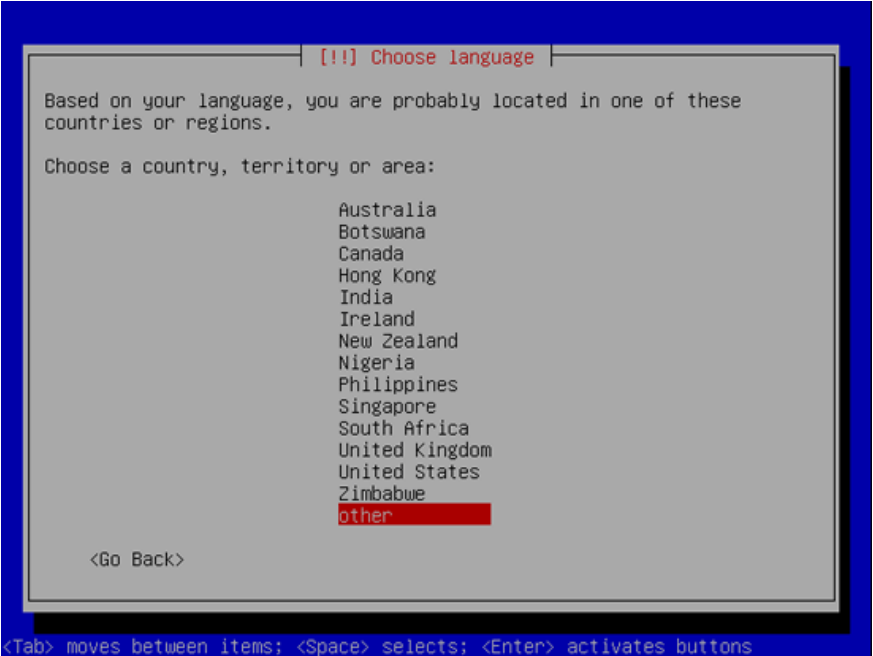 [!!] Choose language
Based on your language, you are probably located in one of these
countries or regions.
Choose a country, territory or area:
Australia
Botswana
Canada
Hong Kong
India
Ireland
New Zealand
Nigeria
Philippines
Singapore
South Africa
United Kingdom
United States
Zimbabwe
other
<Go Back>
<Tab> moves between items; <Space> selects; <Enter> activates buttons